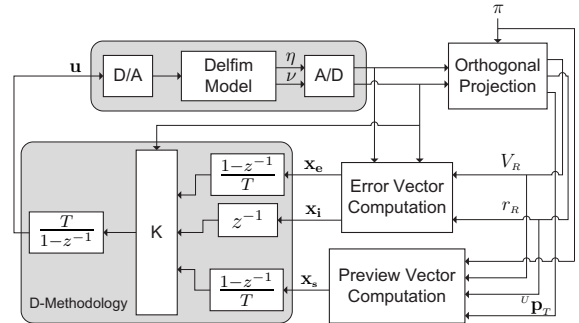 π
u
D/A
Delfim
Model
η
ν
A/D
Orthogonal
Projection
V_R
r_R
x_e
x_i
x_s
1−z^{−1}
T
z^{−1}
1−z^{−1}
T
K
T
1−z^{−1}
Error Vector
Computation
Preview Vector
Computation
^U p_T
D-Methodology